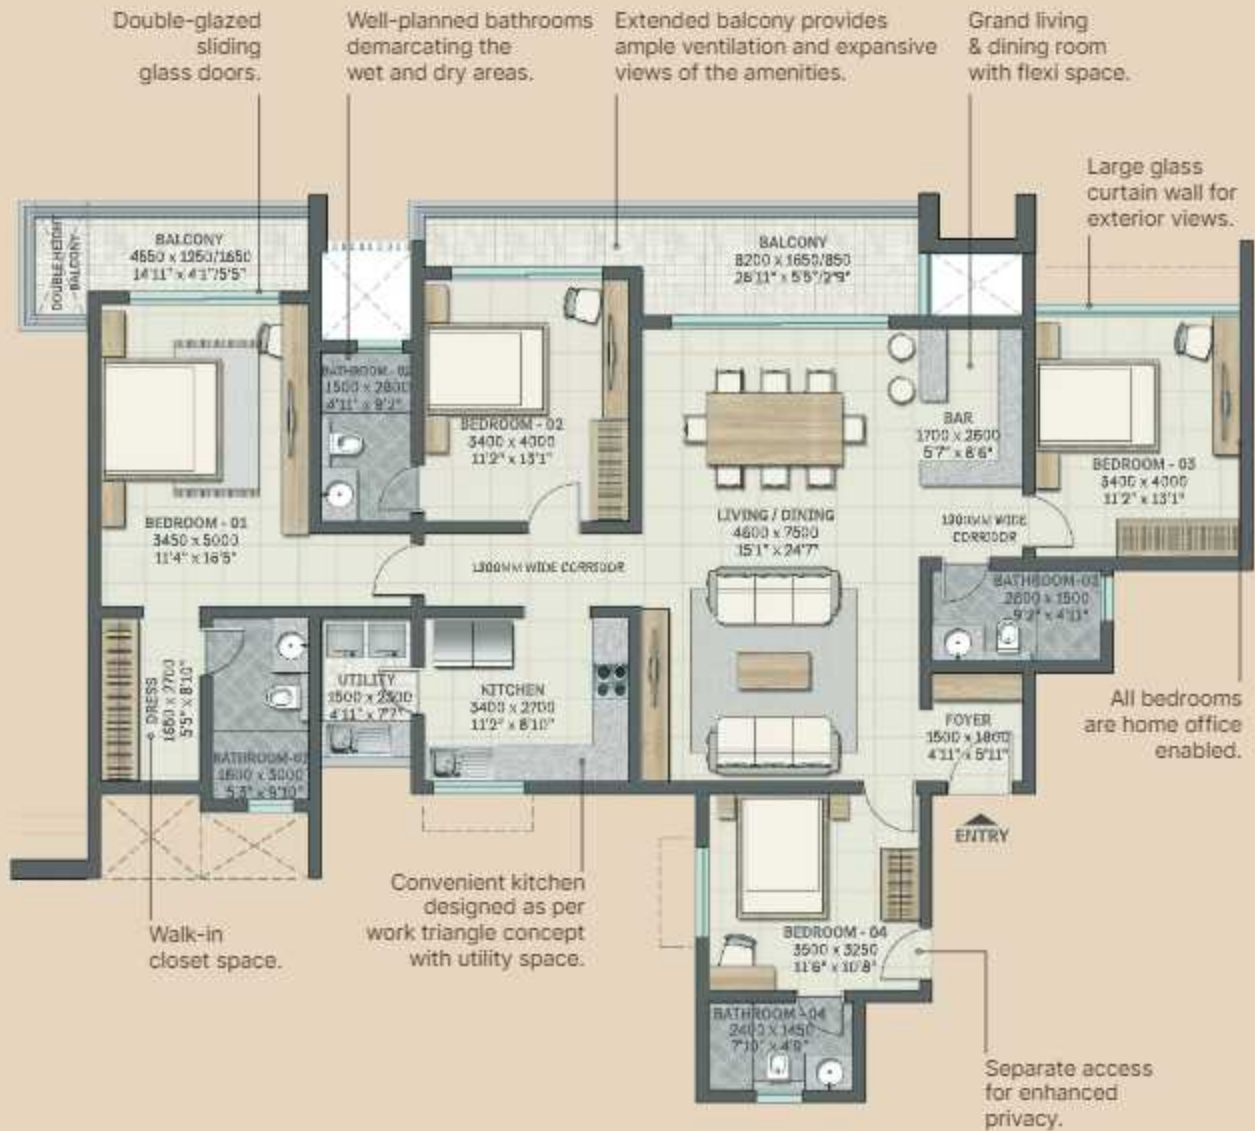 Double-glazed
sliding
glass doors.
Well-planned bathrooms
demarcating the
wet and dry areas.
Extended balcony provides
ample ventilation and expansive
views of the amenities.
Grand living
& dining room
with flexi space.
Large glass
curtain wall for
exterior views.
DOUBLE HEIGHT
BALCONY
BALCONY
4550 x 1250/1650
14'11" x 4'1"/5'5"
BALCONY
8200 x 1650/850
26'11" x 5'5"/2'9"
BATHROOM - 02
1500 x 2800
4'11" x 9'2"
BEDROOM - 02
3400 x 4000
11'2" x 13'1"
BAR
1700 x 2600
5'7" x 8'6"
BEDROOM - 03
3400 x 4000
11'2" x 13'1"
BEDROOM - 01
3450 x 5000
11'4" x 16'5"
LIVING / DINING
4600 x 7500
15'1" x 24'7"
1200MM WIDE
CORRIDOR
1200MM WIDE CORRIDOR
BATHROOM-03
2800 x 1500
9'2" x 4'11"
DRESS
1650 x 2700
5'5" x 8'10"
UTILITY
1500 x 2300
4'11" x 7'7"
KITCHEN
3400 x 2700
11'2" x 8'10"
FOYER
1500 x 1800
4'11" x 5'11"
BATHROOM-01
1600 x 3000
5'3" x 9'10"
All bedrooms
are home office
enabled.
ENTRY
Walk-in
closet space.
Convenient kitchen
designed as per
work triangle concept
with utility space.
BEDROOM - 04
3500 x 3250
11'6" x 10'8"
BATHROOM - 04
2400 x 1450
7'10" x 4'9"
Separate access
for enhanced
privacy.